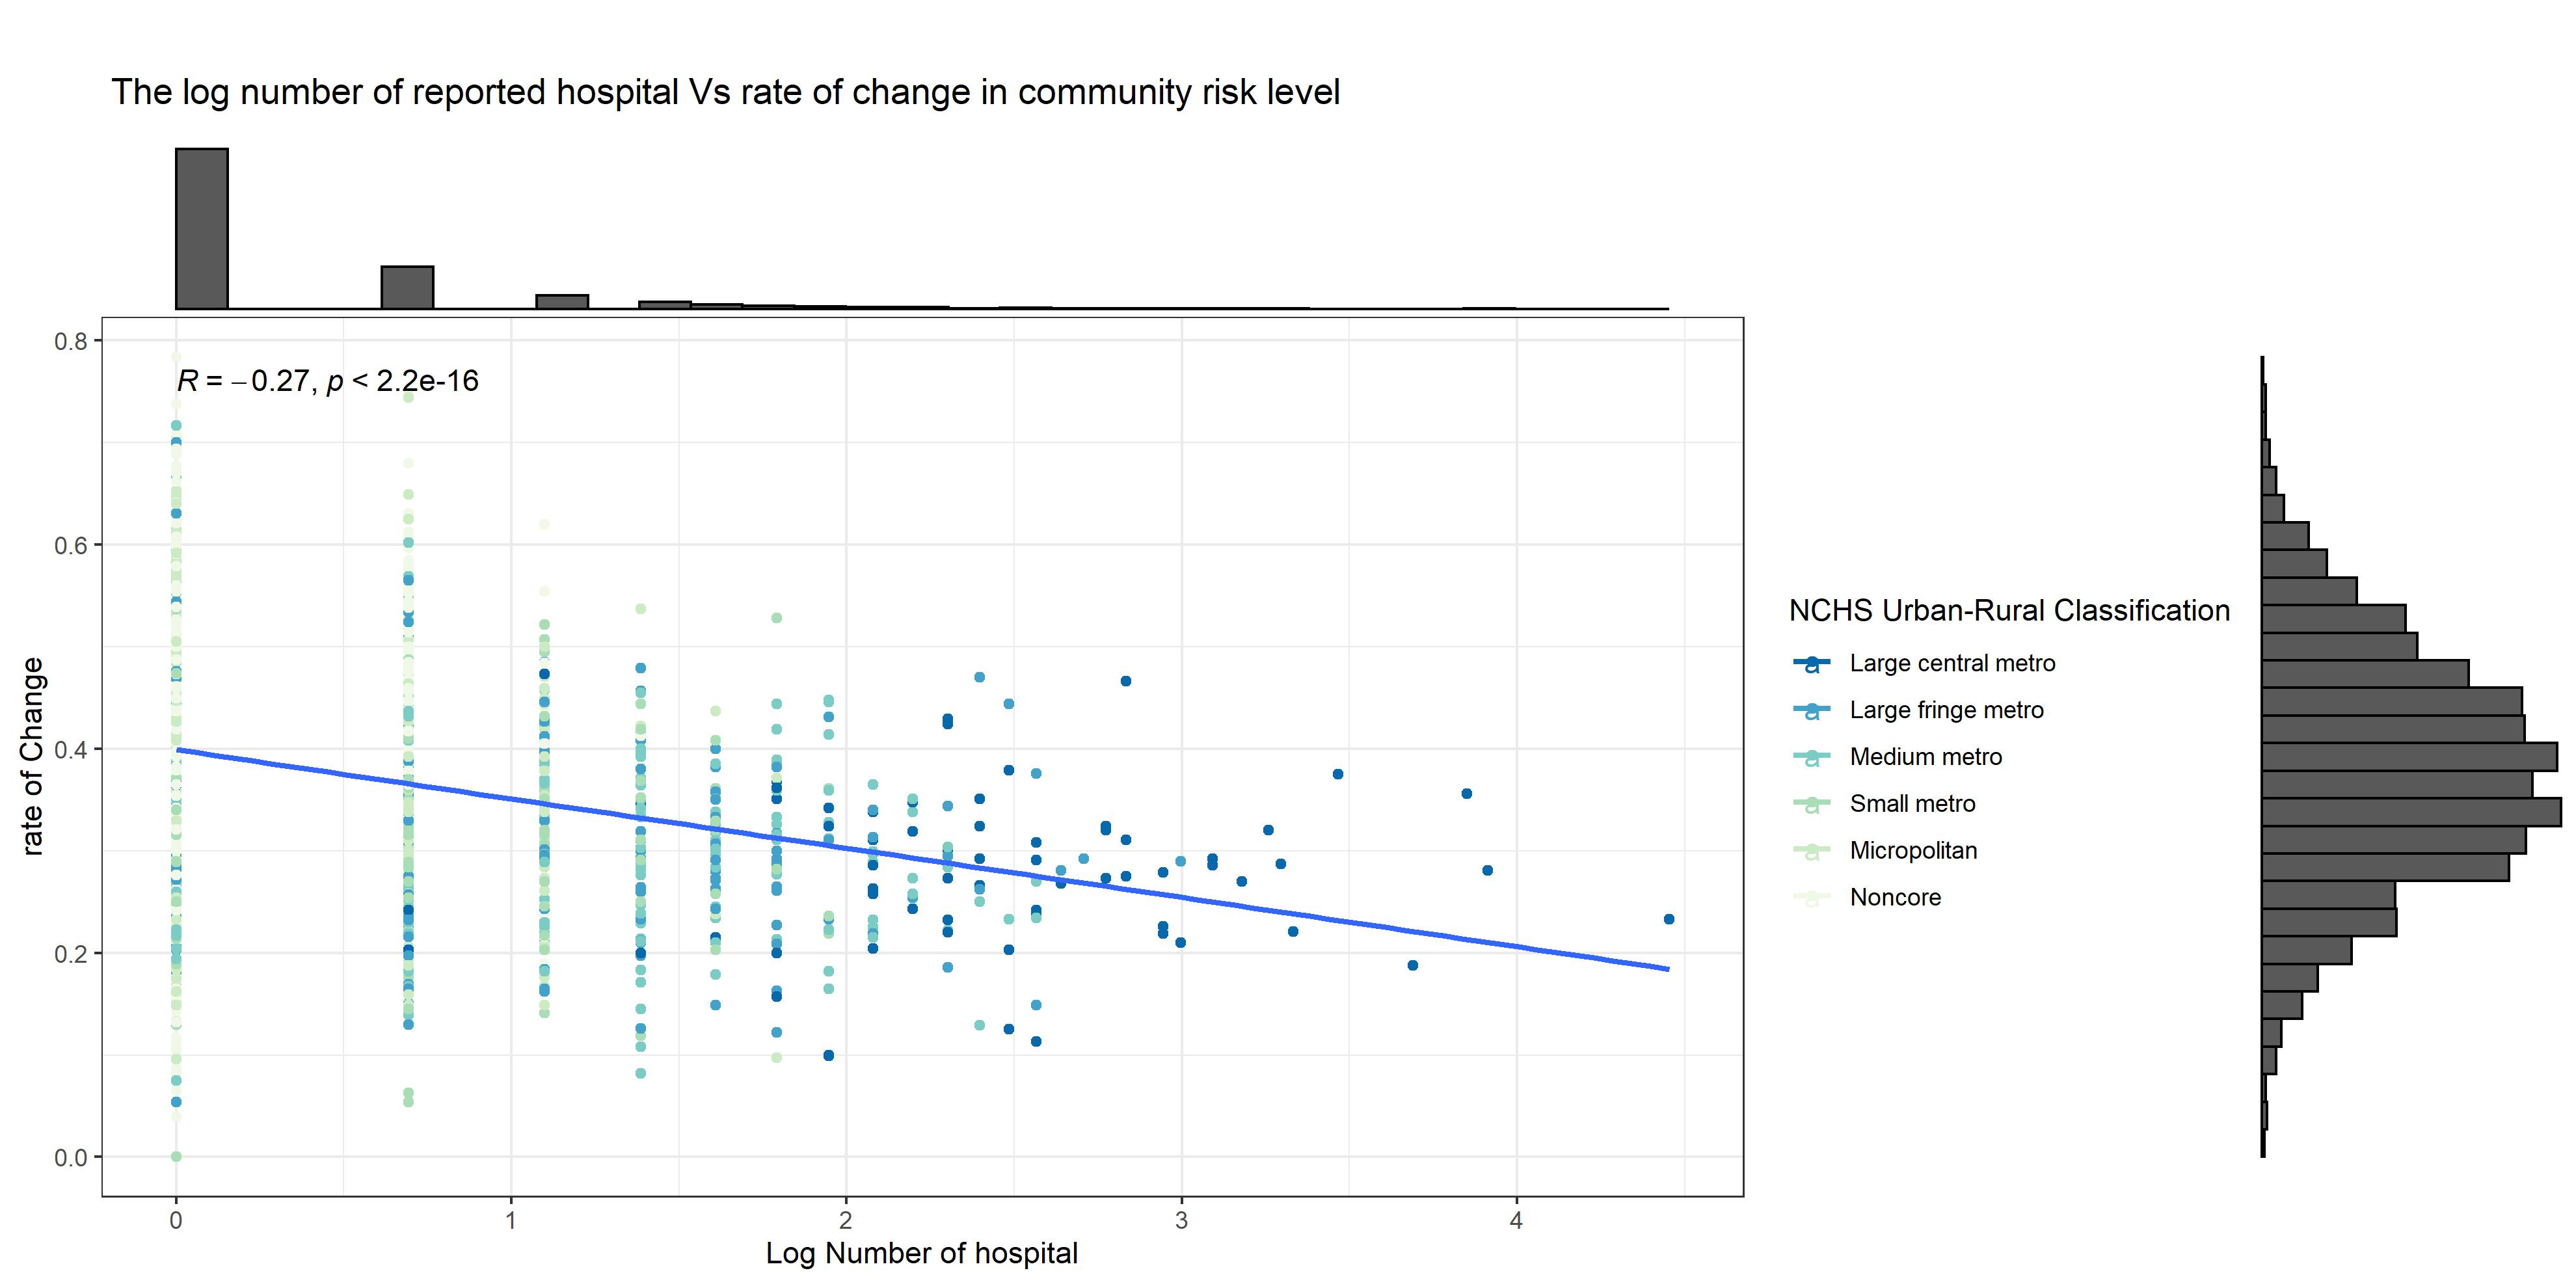 The log number of reported hospital Vs rate of change in community risk level
R = −0.27, p < 2.2e-16
rate of Change
0.8
0.6
0.4
0.2
0.0
0 1 2 3 4
Log Number of hospital
NCHS Urban-Rural Classification
a Large central metro
a Large fringe metro
a Medium metro
a Small metro
a Micropolitan
a Noncore